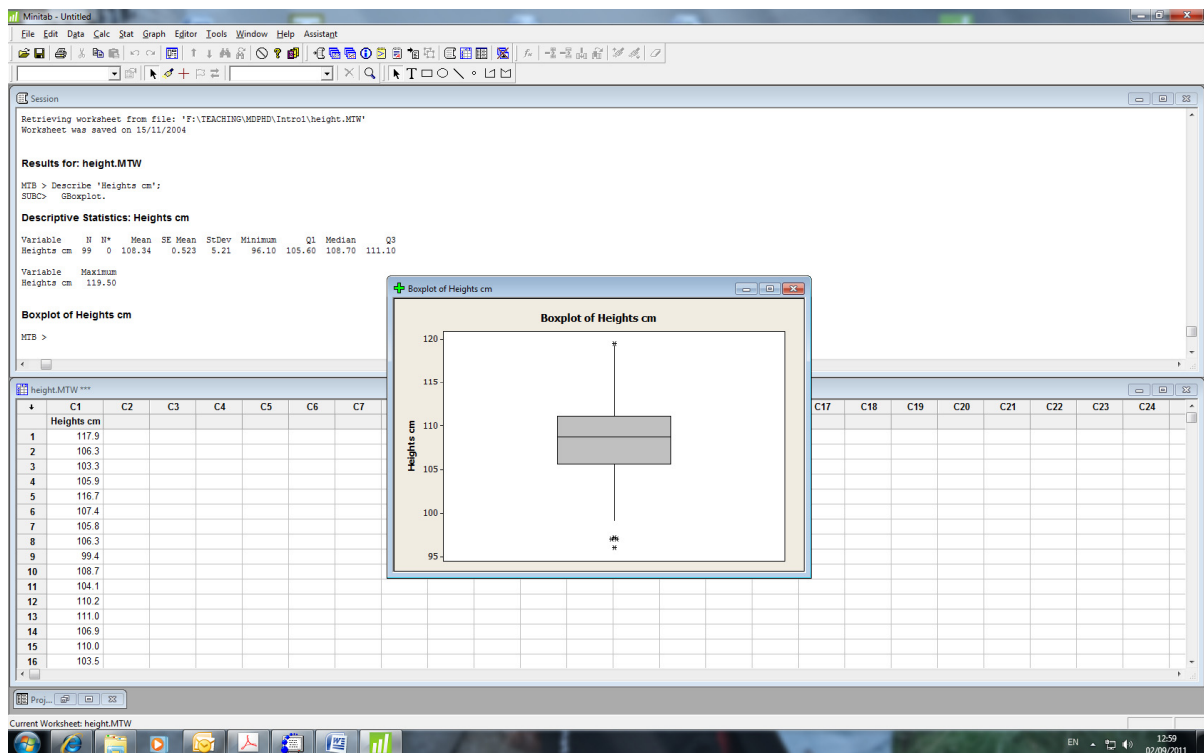 Minitab - Untitled
File Edit Data Calc Stat Graph Editor Tools Window Help Assistant
Session
Retrieving worksheet from file: 'F:\TEACHING\MDPHD\Intro1\height.MTW'
Worksheet was saved on 15/11/2004
Results for: height.MTW
MTB > Describe 'Heights cm';
SUBC> GBoxplot.
Descriptive Statistics: Heights cm
Variable N N* Mean SE Mean StDev Minimum Q1 Median Q3
Heights cm 99 0 108.34 0.523 5.21 96.10 105.60 108.70 111.10
Variable Maximum
Heights cm 119.50
Boxplot of Heights cm
MTB >
Boxplot of Heights cm
Boxplot of Heights cm
120
115
110
105
100
95
Heights cm
height.MTW ***
C1 C2 C3 C4 C5 C6 C7 C17 C18 C19 C20 C21 C22 C23 C24
Heights cm
1 117.9
2 106.3
3 103.3
4 105.9
5 116.7
6 107.4
7 105.8
8 106.3
9 99.4
10 108.7
11 104.1
12 110.2
13 111.0
14 106.9
15 110.0
16 103.5
Proj...
Current Worksheet: height.MTW
EN
12:59
02/09/2011